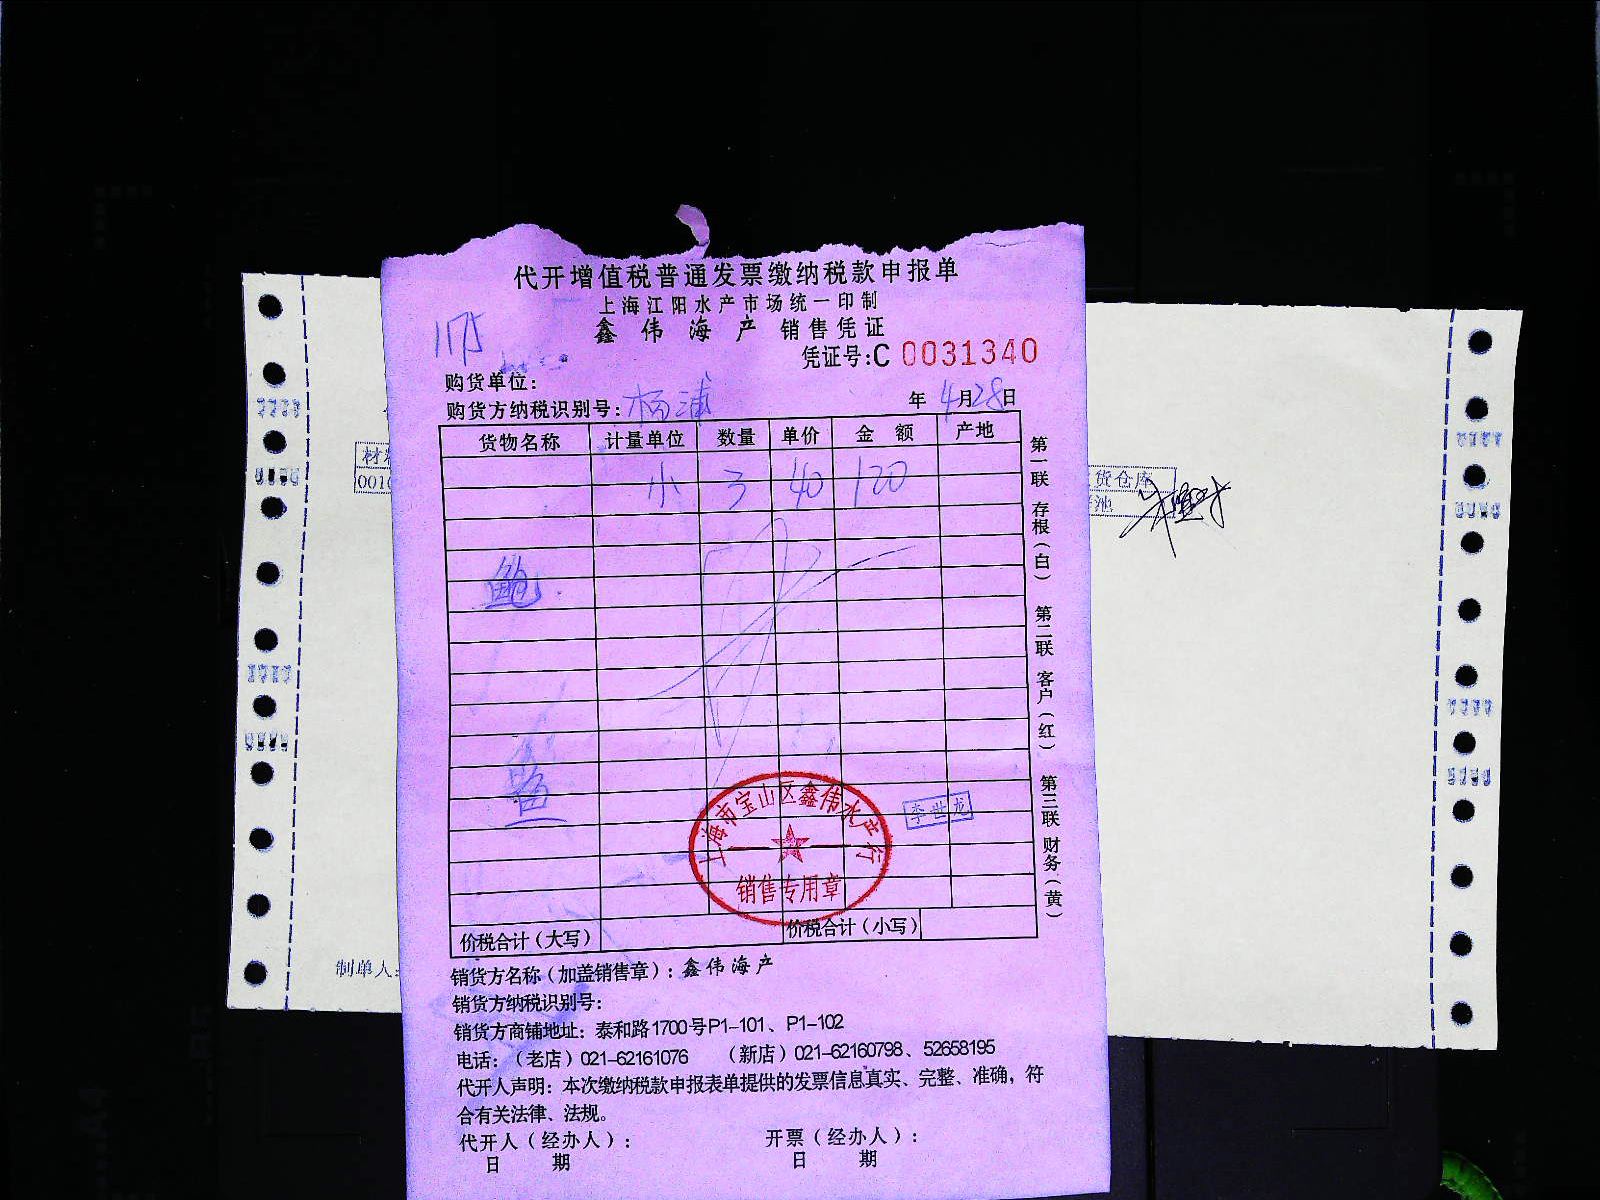 代开增值税普通发票缴纳税款申报单
上海江阳水产市场统一印制
鑫伟海产 销售凭证
凭证号:C 0031340
购货单位:
购货方纳税识别号: 杨浦 年 4月28日
货物名称 计量单位 数量 单价 金额 产地
小 3 40 120
鲍
鱼
上海市宝山区鑫伟水产行
销售专用章
李世龙
价税合计(大写) 价税合计(小写)
第一联 存根(白) 第二联 客户(红) 第三联 财务(黄)
销货方名称(加盖销售章): 鑫伟海产
销货方纳税识别号:
销货方商铺地址: 泰和路1700号P1-101、P1-102
电话:(老店)021-62161076 (新店)021-62160798、52658195
代开人声明:本次缴纳税款申报表单提供的发票信息真实、完整、准确,符
合有关法律、法规。
代开人(经办人): 开票(经办人):
日 期 日 期
材
001
货仓库
池
制单人: